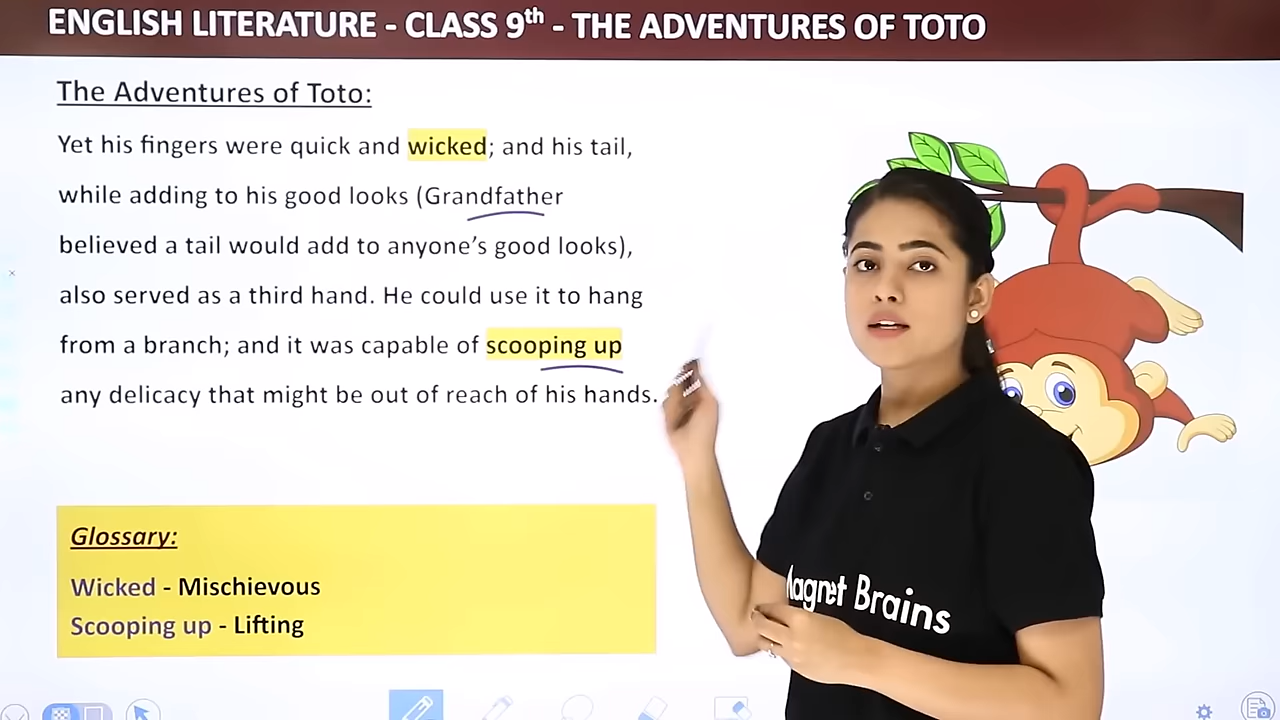 ENGLISH LITERATURE - CLASS 9th - THE ADVENTURES OF TOTO
The Adventures of Toto:
Yet his fingers were quick and wicked; and his tail,
while adding to his good looks (Grandfather
believed a tail would add to anyone’s good looks),
also served as a third hand. He could use it to hang
from a branch; and it was capable of scooping up
any delicacy that might be out of reach of his hands.
Glossary:
Wicked - Mischievous
Scooping up - Lifting
Magnet Brains